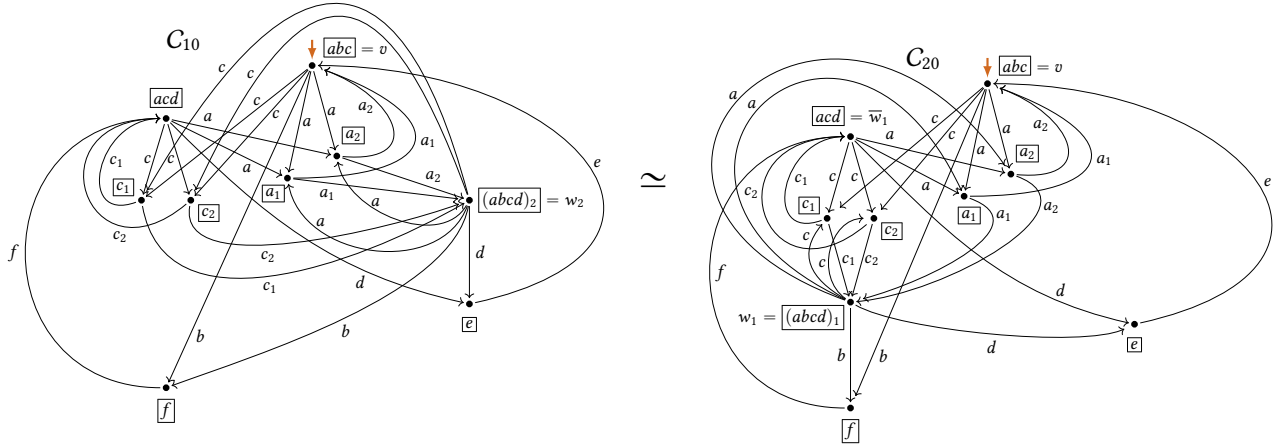 C10
abc = v
C20
abc = v
c
c
a
a
acd
a
c
c
a
a
a2
a2
acd = w̅1
a
c
c
a
a
a2
a2
a1
a1
c1
c
c
a1
a1
a2
e
≃
c2
c1
a
a1
a1
a2
e
c1
c2
a
a
(abcd)2 = w2
c1
c
c2
c2
c2
c1
d
f
c
c1
c2
f
d
d
e
w1 = (abcd)1
d
e
b
b
b
b
f
f